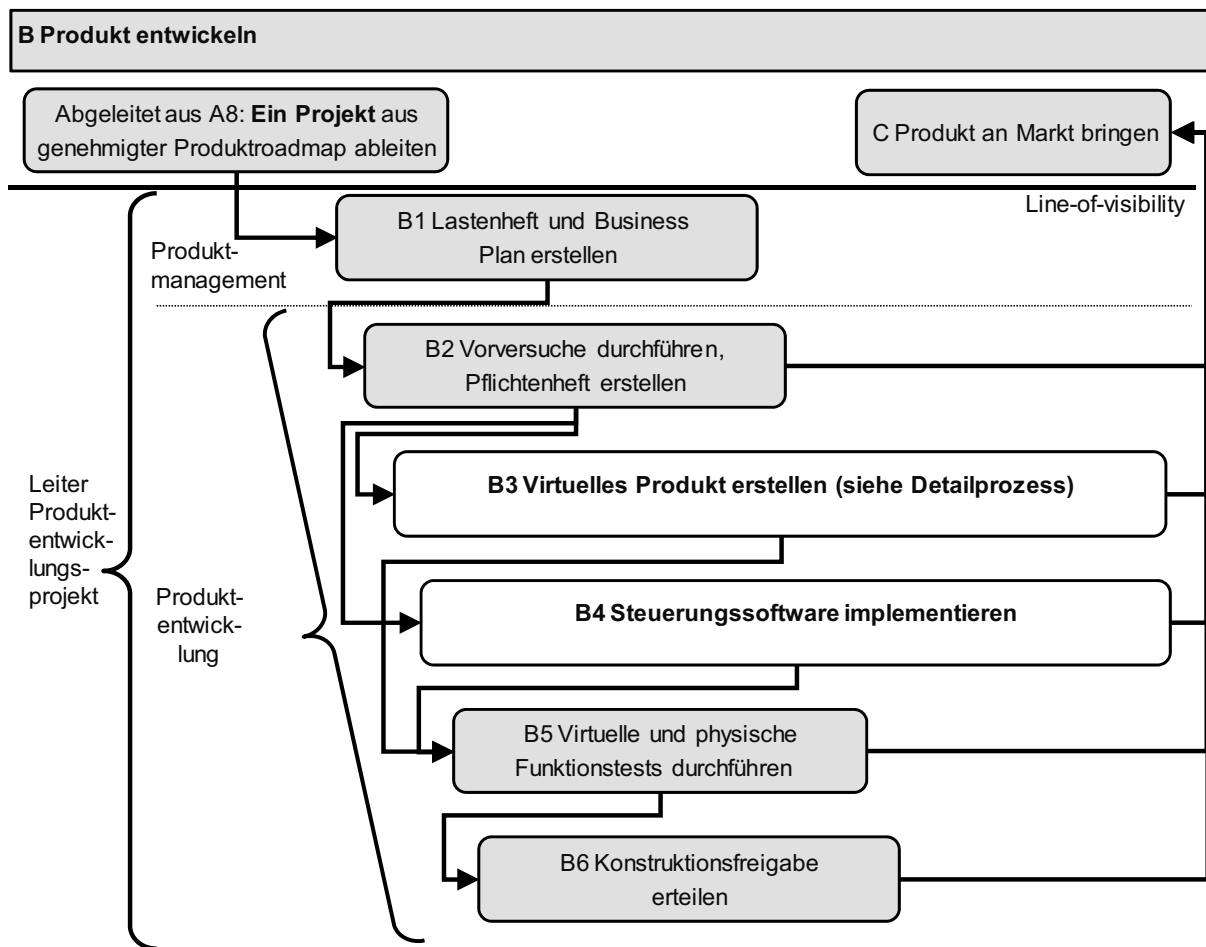 B Produkt entwickeln
Abgeleitet aus A8: Ein Projekt aus
genehmigter Produktroadmap ableiten
C Produkt an Markt bringen
Line-of-visibility
B1 Lastenheft und Business
Plan erstellen
Produkt-
management
B2 Vorversuche durchführen,
Pflichtenheft erstellen
B3 Virtuelles Produkt erstellen (siehe Detailprozess)
Leiter
Produkt-
entwick-
lungs-
projekt
Produkt-
entwick-
lung
B4 Steuerungssoftware implementieren
B5 Virtuelle und physische
Funktionstests durchführen
B6 Konstruktionsfreigabe
erteilen